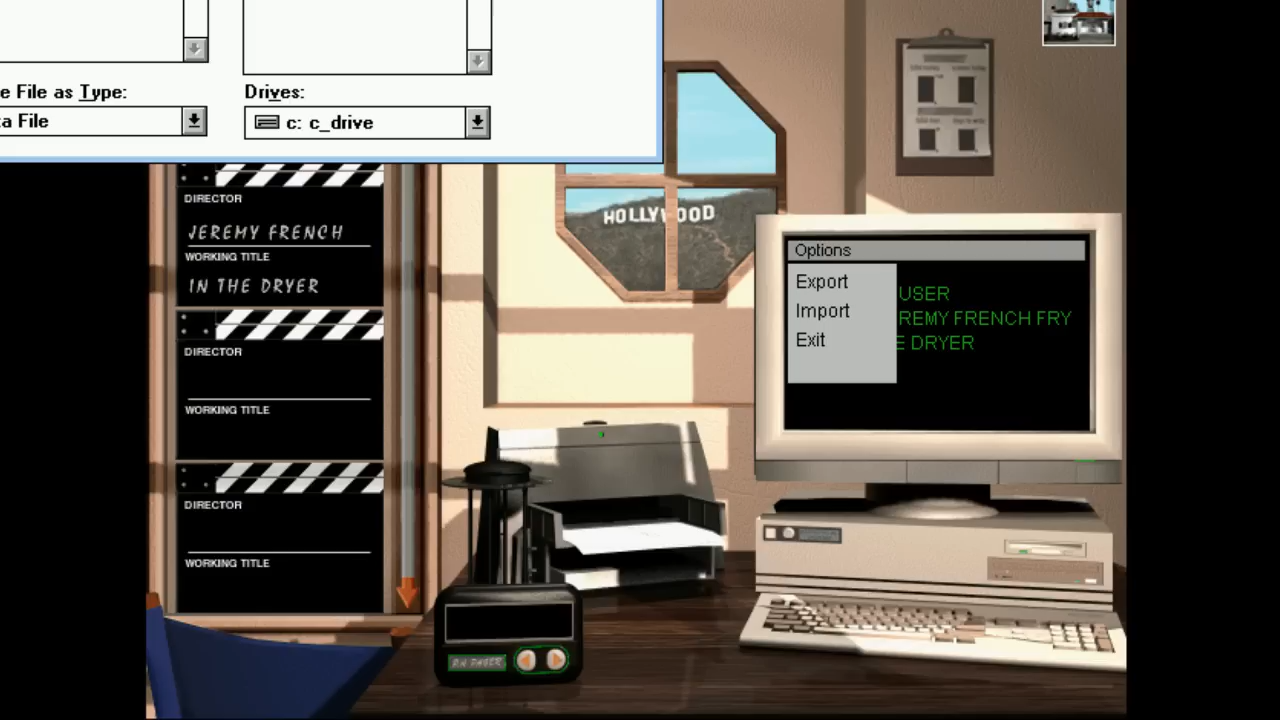 e File as Type:
a File
Drives:
c: c_drive
DIRECTOR
JEREMY FRENCH
WORKING TITLE
IN THE DRYER
DIRECTOR
WORKING TITLE
DIRECTOR
WORKING TITLE
HOLLYWOOD
Options
Export
Import
Exit
USER
REMY FRENCH FRY
E DRYER